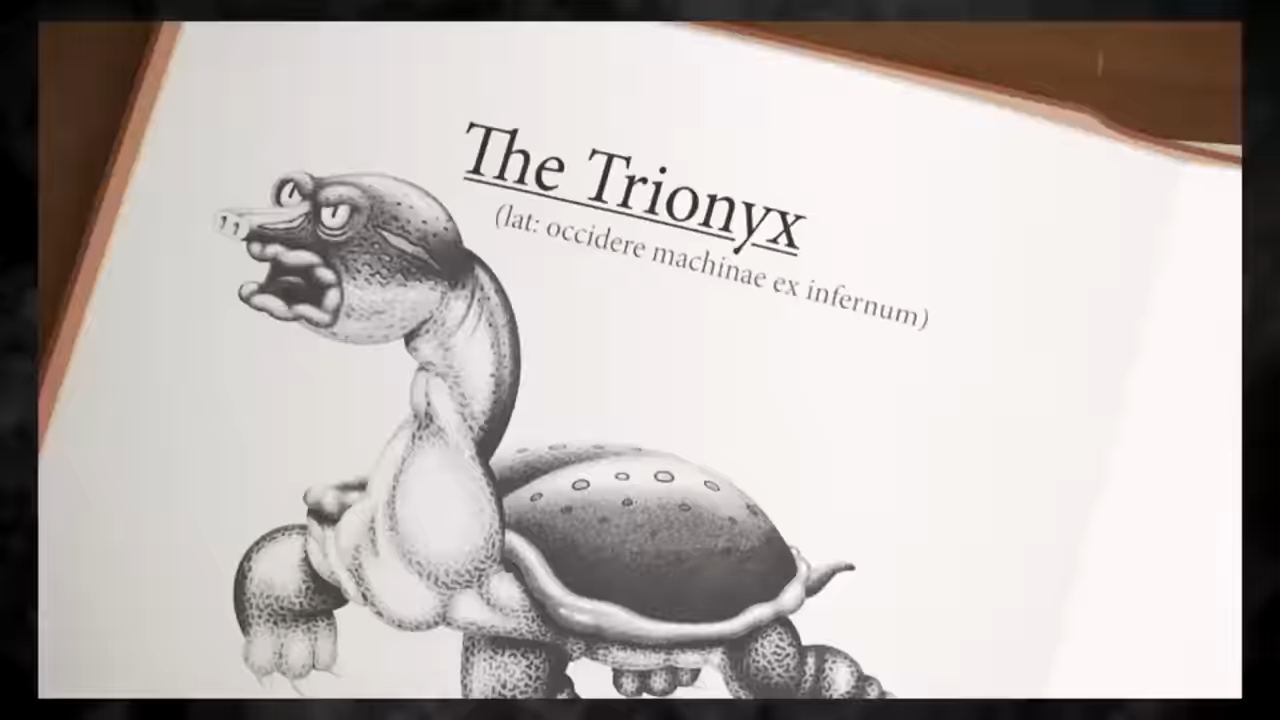 The Trionyx
(lat: occidere machinae ex infernum)